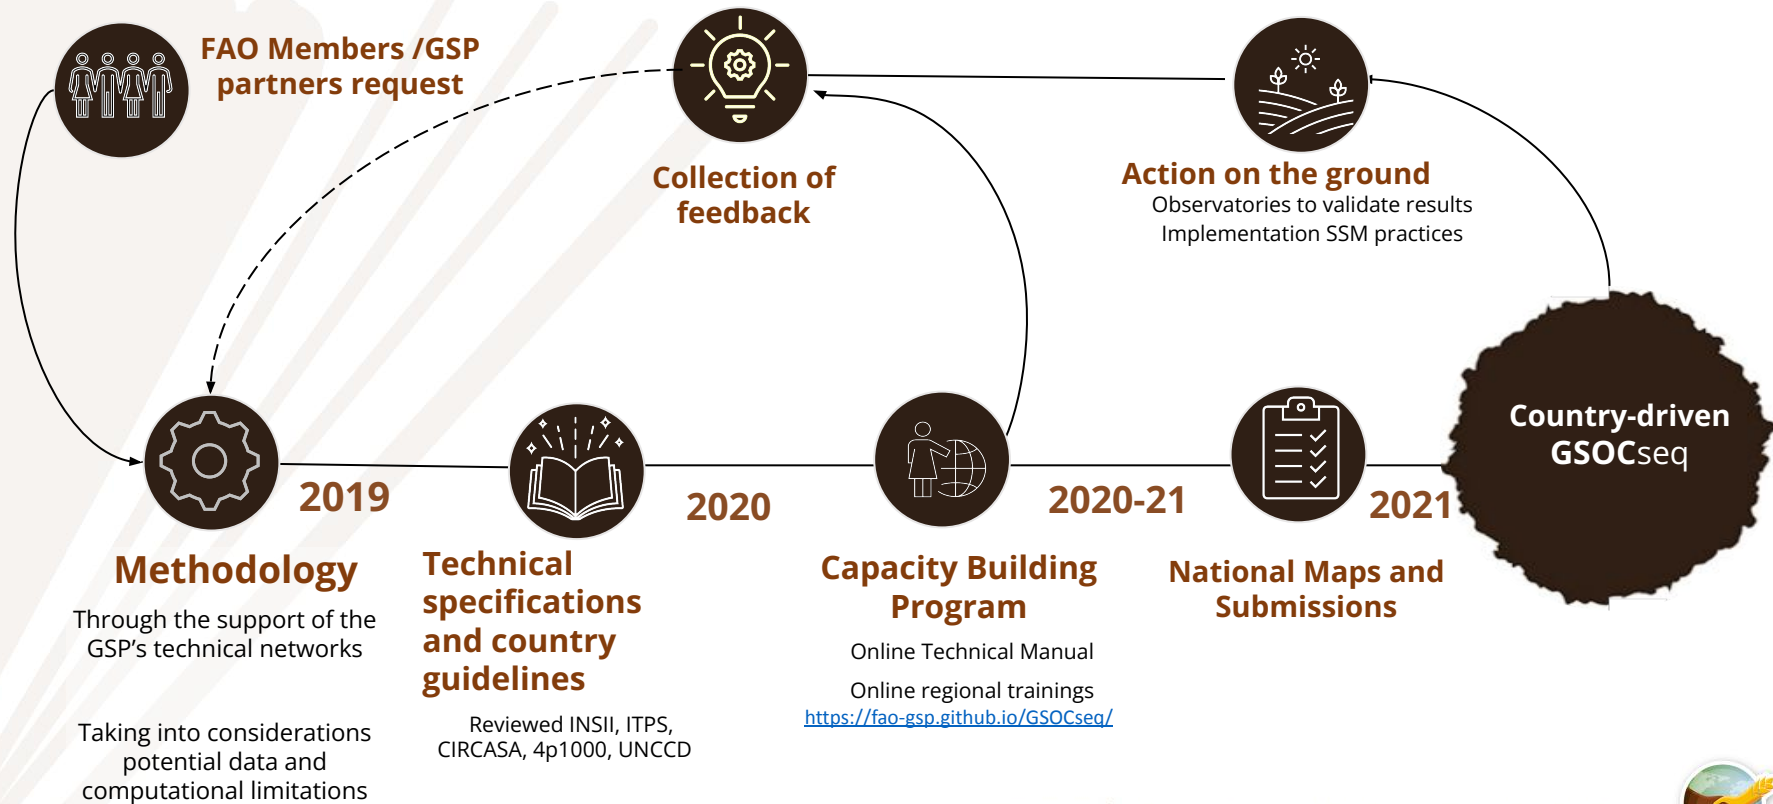 FAO Members /GSP
partners request
Collection of
feedback
Action on the ground
Observatories to validate results
Implementation SSM practices
Country-driven
GSOCseq
2019
2020
2020-21
2021
Methodology
Through the support of the
GSP's technical networks
Taking into considerations
potential data and
computational limitations
Technical
specifications
and country
guidelines
Reviewed INSII, ITPS,
CIRCASA, 4p1000, UNCCD
Capacity Building
Program
Online Technical Manual
Online regional trainings
https://fao-gsp.github.io/GSOCseq/
National Maps and
Submissions